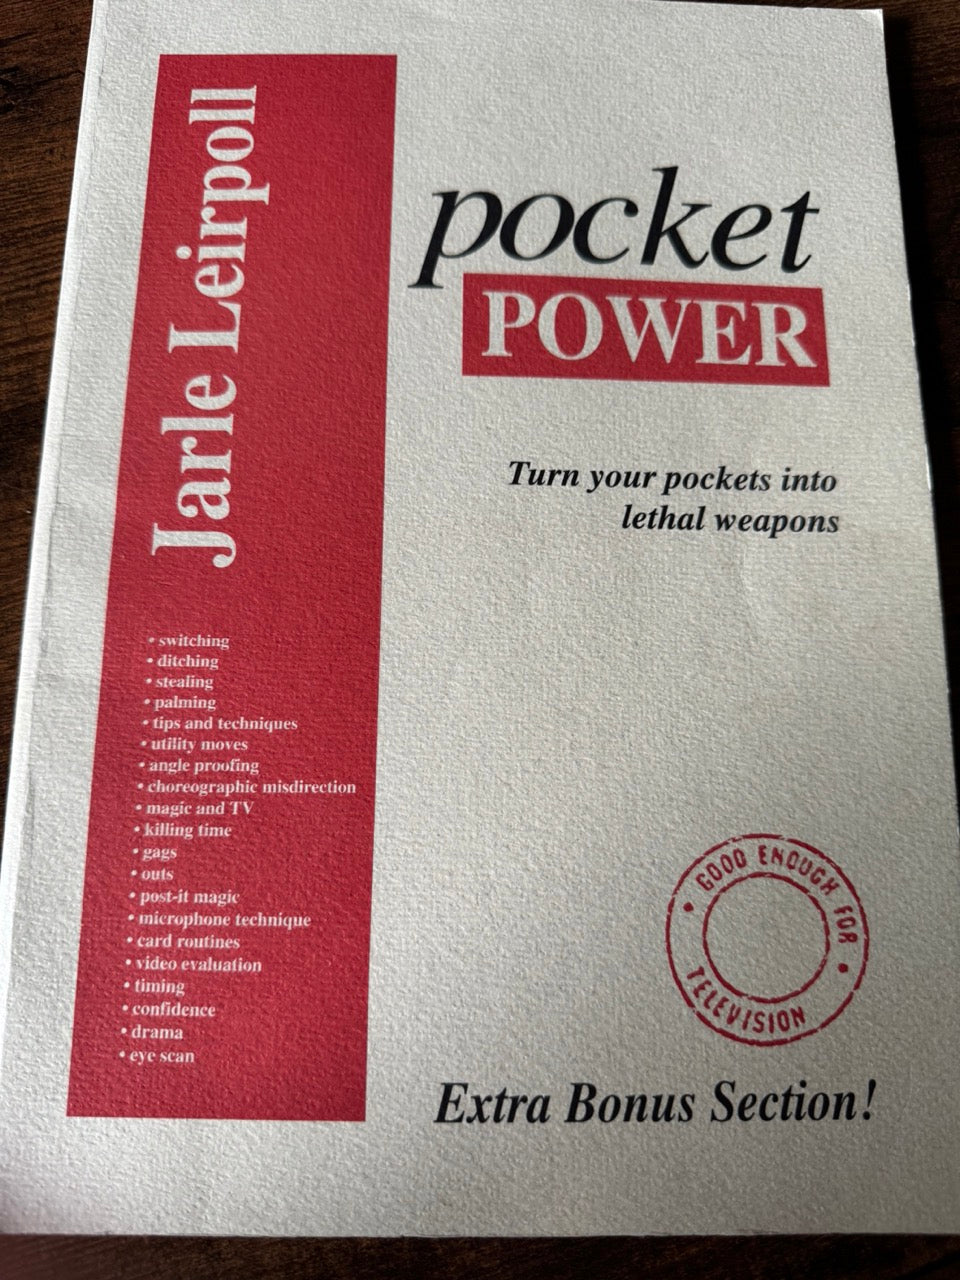 Jarle Leirpoll
pocket
POWER
Turn your pockets into
lethal weapons
• switching
• ditching
• stealing
• palming
• tips and techniques
• utility moves
• angle proofing
• choreographic misdirection
• magic and TV
• killing time
• gags
• outs
• post-it magic
• microphone technique
• card routines
• video evaluation
• timing
• confidence
• drama
• eye scan
• GOOD ENOUGH FOR •
TELEVISION
Extra Bonus Section!